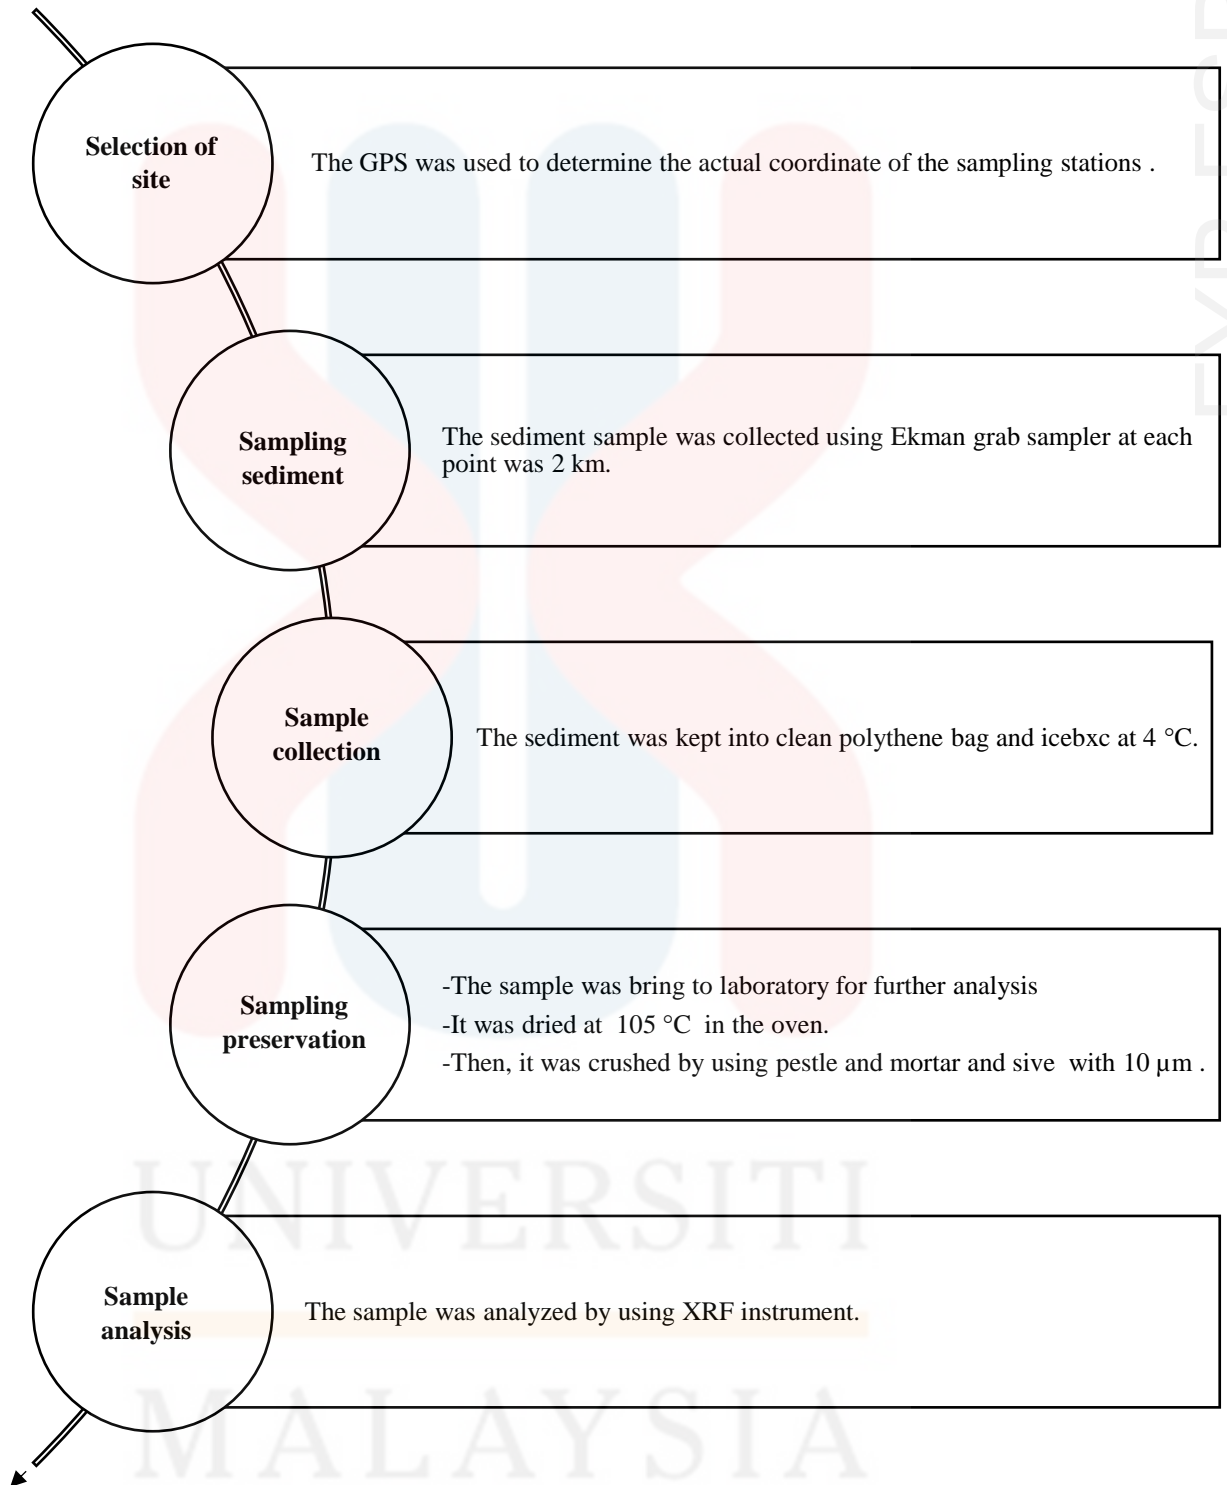 Selection of
site
The GPS was used to determine the actual coordinate of the sampling stations .
Sampling
sediment
The sediment sample was collected using Ekman grab sampler at each
point was 2 km.
Sample
collection
The sediment was kept into clean polythene bag and icebxc at 4 °C.
Sampling
preservation
-The sample was bring to laboratory for further analysis
-It was dried at 105 °C in the oven.
-Then, it was crushed by using pestle and mortar and sive with 10 µm .
Sample
analysis
The sample was analyzed by using XRF instrument.
UNIVERSITI
MALAYSIA